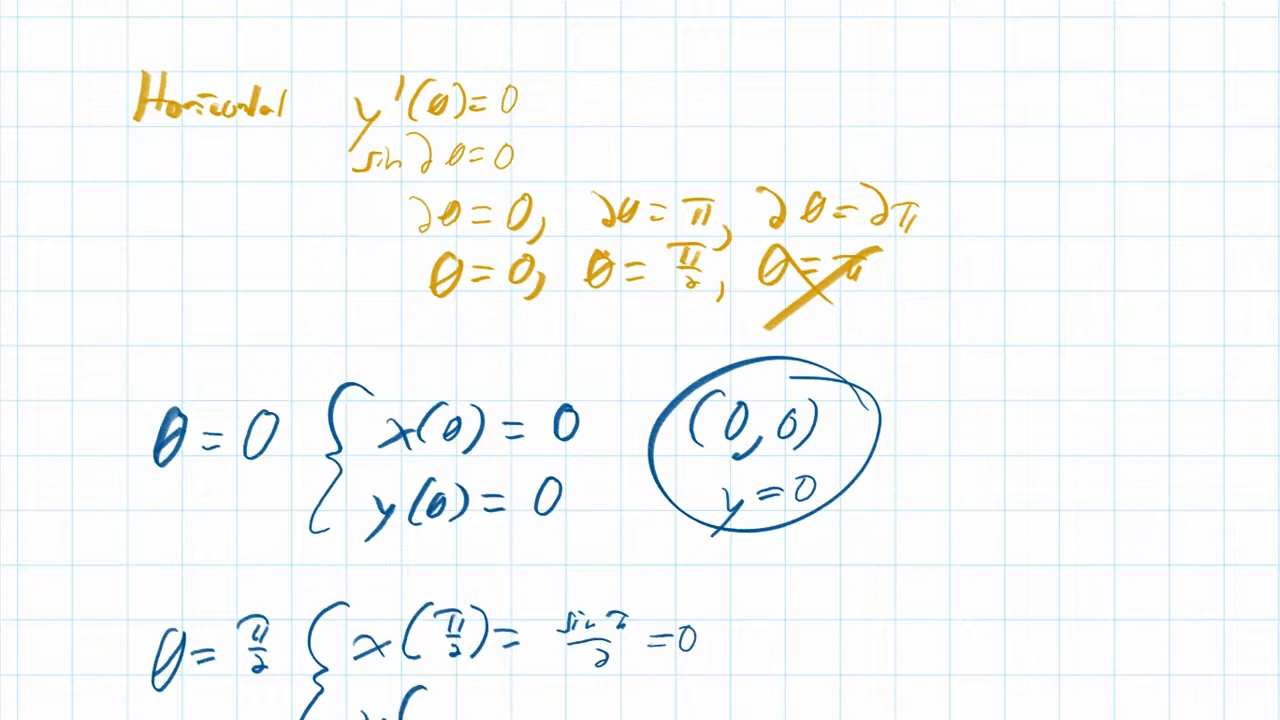 Horizontal y'(θ)=0
sin 2θ=0
2θ=0, 2θ=π, 2θ=2π
θ=0, θ=π/2, θ=π
θ=0 { x(0)=0 (0,0)
y(0)=0 y=0
θ=π/2 { x(π/2)= sin π/2 =0
y(